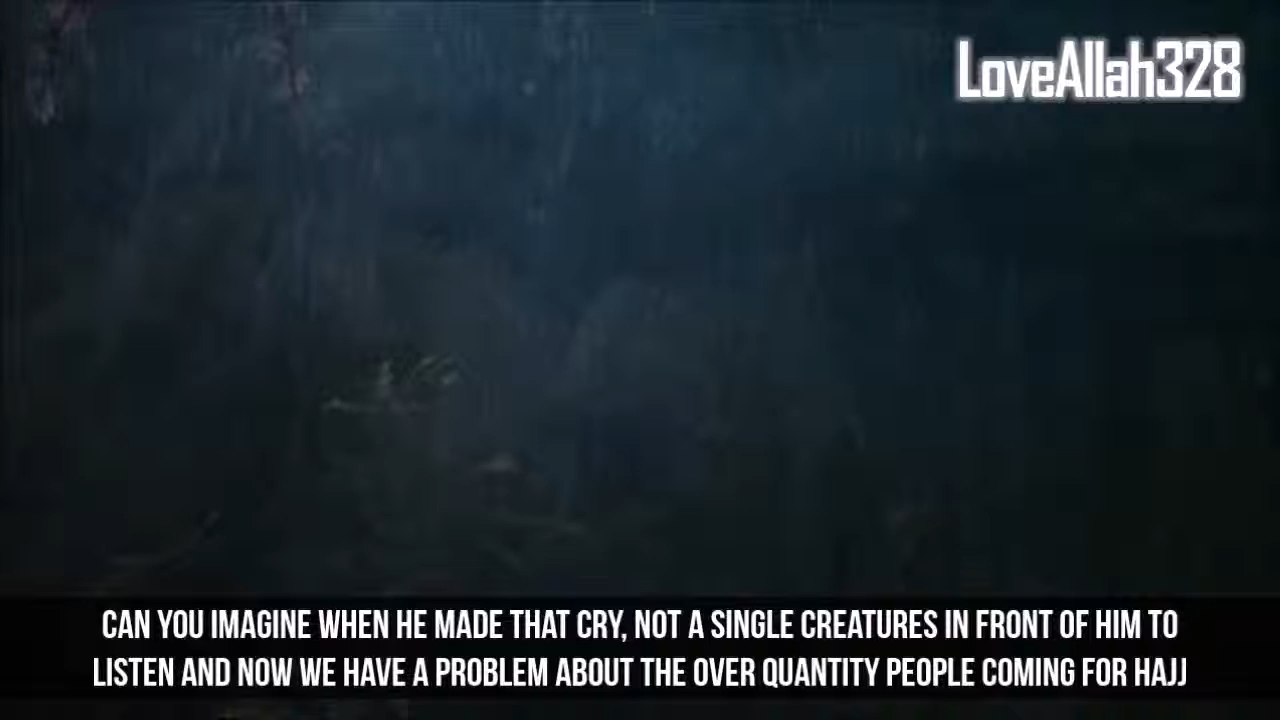 LoveAllah328
CAN YOU IMAGINE WHEN HE MADE THAT CRY, NOT A SINGLE CREATURES IN FRONT OF HIM TO
LISTEN AND NOW WE HAVE A PROBLEM ABOUT THE OVER QUANTITY PEOPLE COMING FOR HAJJ